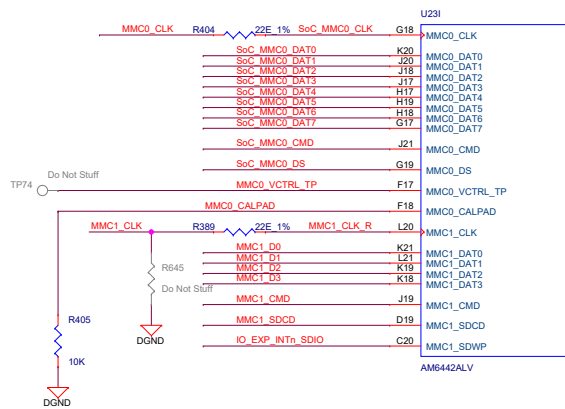 U23I
MMC0_CLK R404 22E_1% SoC_MMC0_CLK G18 MMC0_CLK
SoC_MMC0_DAT0 K20 MMC0_DAT0
SoC_MMC0_DAT1 J20 MMC0_DAT1
SoC_MMC0_DAT2 J18 MMC0_DAT2
SoC_MMC0_DAT3 J17 MMC0_DAT3
SoC_MMC0_DAT4 H17 MMC0_DAT4
SoC_MMC0_DAT5 H19 MMC0_DAT5
SoC_MMC0_DAT6 H18 MMC0_DAT6
SoC_MMC0_DAT7 G17 MMC0_DAT7
SoC_MMC0_CMD J21 MMC0_CMD
SoC_MMC0_DS G19 MMC0_DS
Do Not Stuff
TP74 MMC0_VCTRL_TP F17 MMC0_VCTRL_TP
MMC0_CALPAD F18 MMC0_CALPAD
MMC1_CLK R389 22E_1% MMC1_CLK_R L20 MMC1_CLK
MMC1_D0 K21 MMC1_DAT0
MMC1_D1 L21 MMC1_DAT1
MMC1_D2 K19 MMC1_DAT2
MMC1_D3 K18 MMC1_DAT3
R645
Do Not Stuff
MMC1_CMD J19 MMC1_CMD
R405
MMC1_SDCD D19 MMC1_SDCD
DGND
IO_EXP_INTn_SDIO C20 MMC1_SDWP
10K
AM6442ALV
DGND